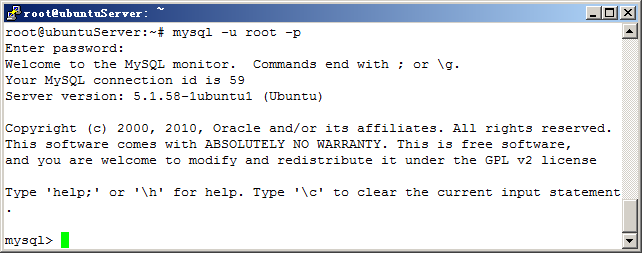 root@ubuntuServer: ~
root@ubuntuServer:~# mysql -u root -p
Enter password:
Welcome to the MySQL monitor.  Commands end with ; or \g.
Your MySQL connection id is 59
Server version: 5.1.58-1ubuntu1 (Ubuntu)
Copyright (c) 2000, 2010, Oracle and/or its affiliates. All rights reserved.
This software comes with ABSOLUTELY NO WARRANTY. This is free software,
and you are welcome to modify and redistribute it under the GPL v2 license
Type 'help;' or '\h' for help. Type '\c' to clear the current input statement
.
mysql>